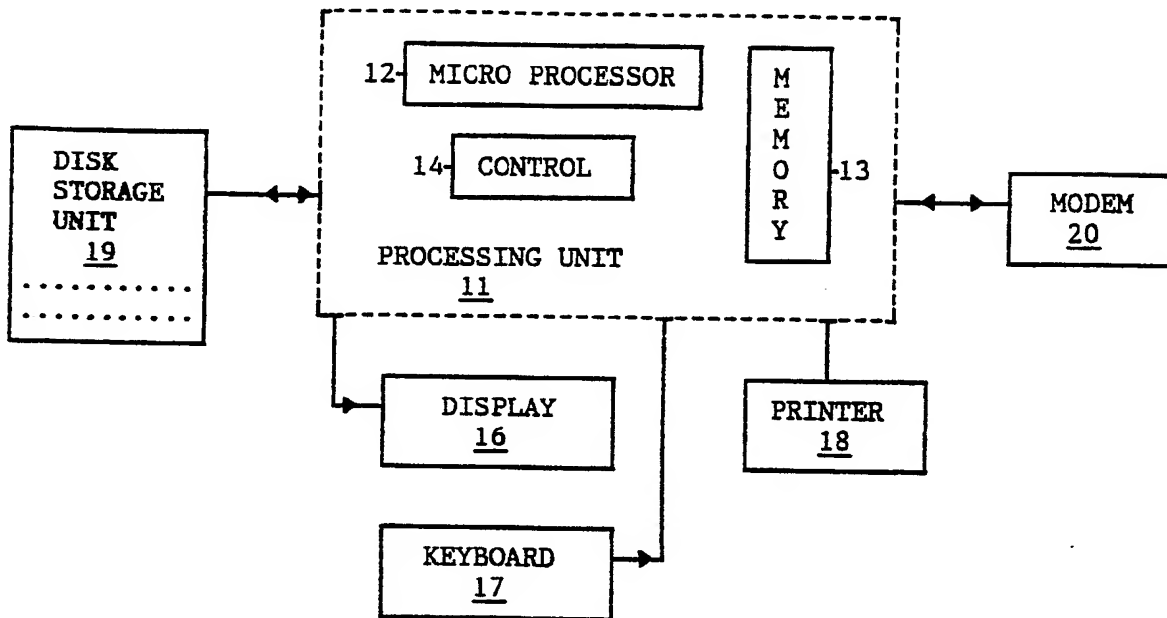 12
MICRO PROCESSOR
MEMORY
13
DISK
STORAGE
UNIT
19
14
CONTROL
PROCESSING UNIT
11
MODEM
20
DISPLAY
16
PRINTER
18
KEYBOARD
17